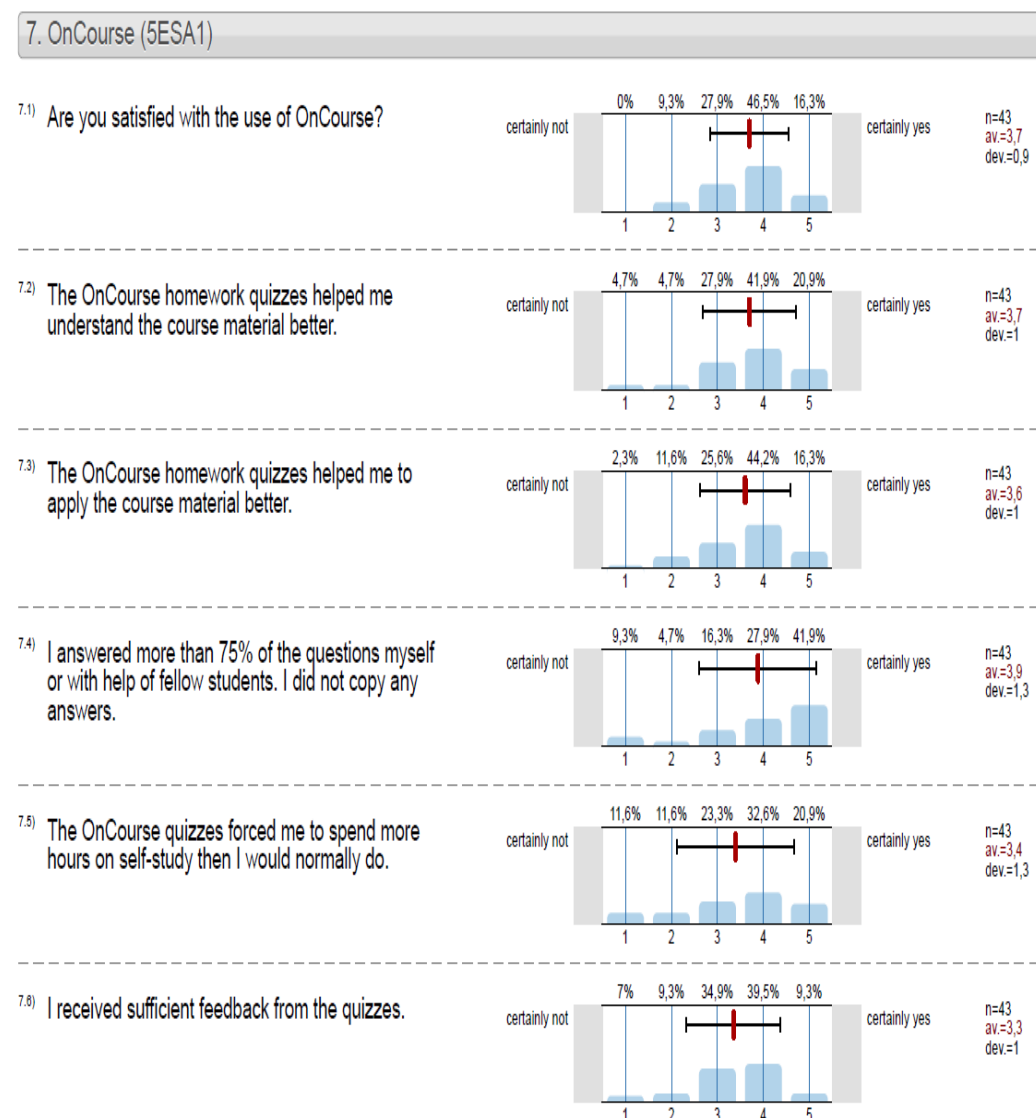 7. OnCourse (5ESA1)
7.1) Are you satisfied with the use of OnCourse?
0% 9,3% 27,9% 46,5% 16,3%
certainly not
certainly yes
n=43
av.=3,7
dev.=0,9
1 2 3 4 5
7.2) The OnCourse homework quizzes helped me
understand the course material better.
4,7% 4,7% 27,9% 41,9% 20,9%
certainly not
certainly yes
n=43
av.=3,7
dev.=1
1 2 3 4 5
7.3) The OnCourse homework quizzes helped me to
apply the course material better.
2,3% 11,6% 25,6% 44,2% 16,3%
certainly not
certainly yes
n=43
av.=3,6
dev.=1
1 2 3 4 5
7.4) I answered more than 75% of the questions myself
or with help of fellow students. I did not copy any
answers.
9,3% 4,7% 16,3% 27,9% 41,9%
certainly not
certainly yes
n=43
av.=3,9
dev.=1,3
1 2 3 4 5
7.5) The OnCourse quizzes forced me to spend more
hours on self-study then I would normally do.
11,6% 11,6% 23,3% 32,6% 20,9%
certainly not
certainly yes
n=43
av.=3,4
dev.=1,3
1 2 3 4 5
7.6) I received sufficient feedback from the quizzes.
7% 9,3% 34,9% 39,5% 9,3%
certainly not
certainly yes
n=43
av.=3,3
dev.=1
1 2 3 4 5